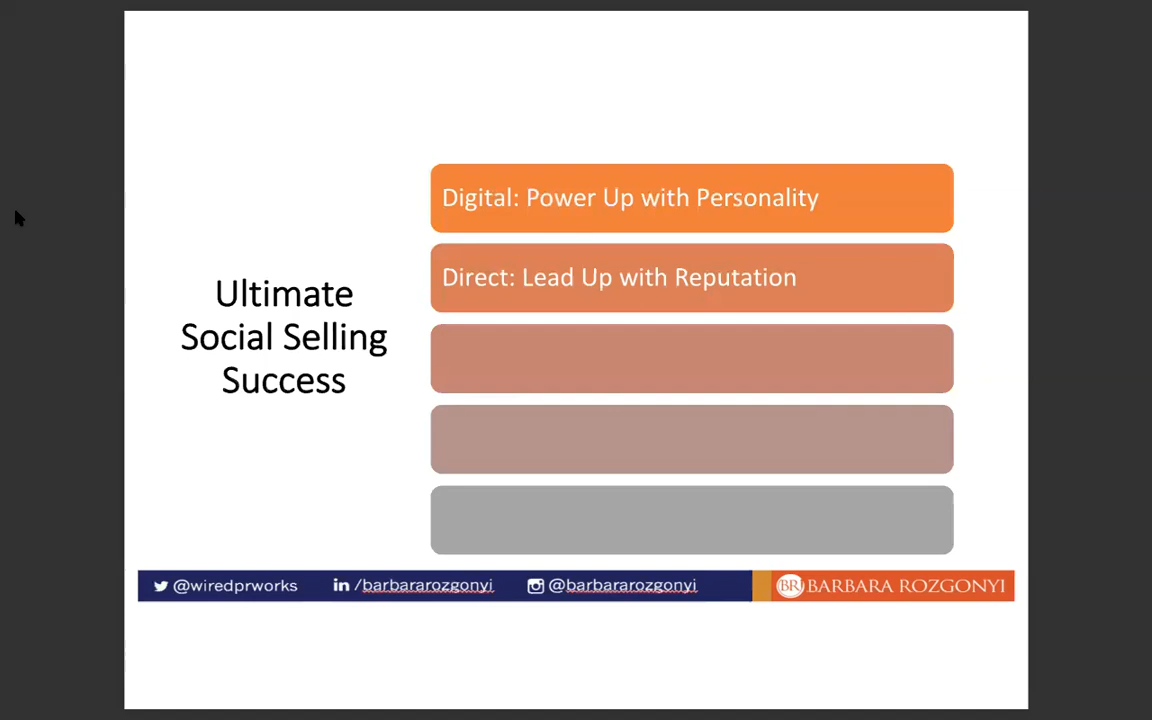 Digital: Power Up with Personality
Direct: Lead Up with Reputation
Ultimate
Social Selling
Success
@wiredprworks
in /barbararozgonyi
@barbararozgonyi
BR BARBARA ROZGONYI